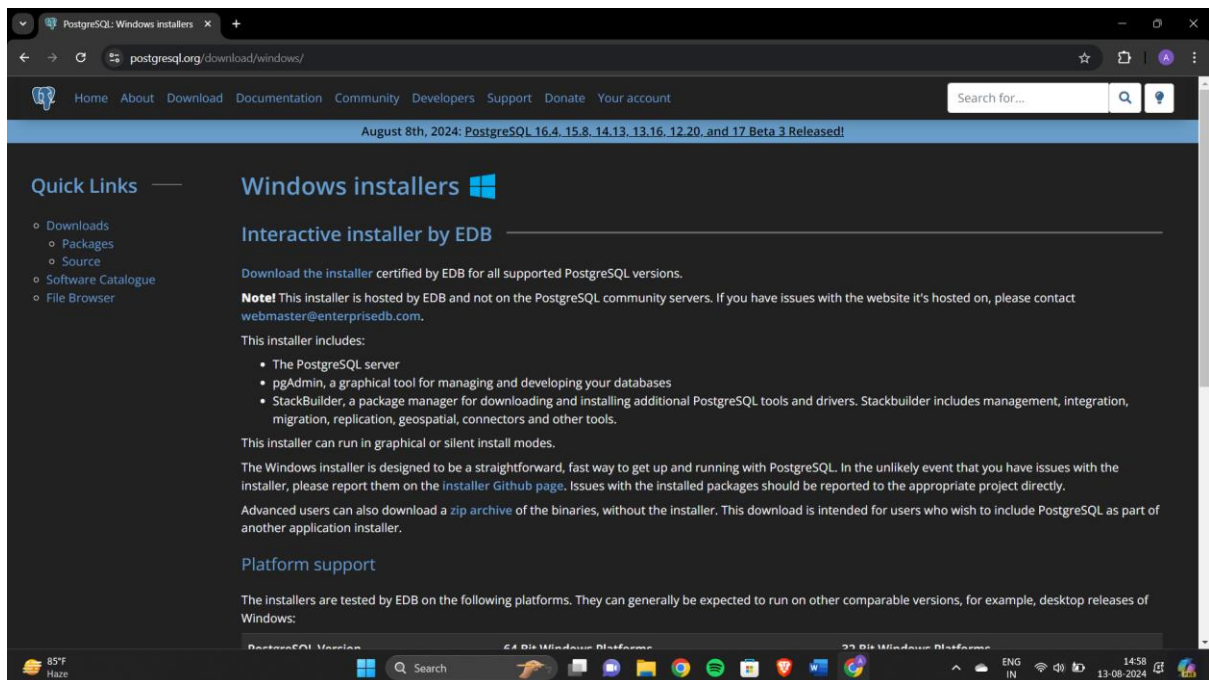 PostgreSQL: Windows installers
postgresql.org/download/windows/
A
Home About Download Documentation Community Developers Support Donate Your account
Search for...
August 8th, 2024: PostgreSQL 16.4, 15.8, 14.13, 13.16, 12.20, and 17 Beta 3 Released!
Quick Links
Downloads
Packages
Source
Software Catalogue
File Browser
Windows installers
Interactive installer by EDB
Download the installer certified by EDB for all supported PostgreSQL versions.
Note! This installer is hosted by EDB and not on the PostgreSQL community servers. If you have issues with the website it's hosted on, please contact
webmaster@enterprisedb.com.
This installer includes:
• The PostgreSQL server
• pgAdmin, a graphical tool for managing and developing your databases
• StackBuilder, a package manager for downloading and installing additional PostgreSQL tools and drivers. Stackbuilder includes management, integration,
migration, replication, geospatial, connectors and other tools.
This installer can run in graphical or silent install modes.
The Windows installer is designed to be a straightforward, fast way to get up and running with PostgreSQL. In the unlikely event that you have issues with the
installer, please report them on the installer Github page. Issues with the installed packages should be reported to the appropriate project directly.
Advanced users can also download a zip archive of the binaries, without the installer. This download is intended for users who wish to include PostgreSQL as part of
another application installer.
Platform support
The installers are tested by EDB on the following platforms. They can generally be expected to run on other comparable versions, for example, desktop releases of
Windows:
PostgreSQL Version 64 Bit Windows Platforms 32 Bit Windows Platforms
85°F
Haze
Search
ENG
IN
14:58
13-08-2024